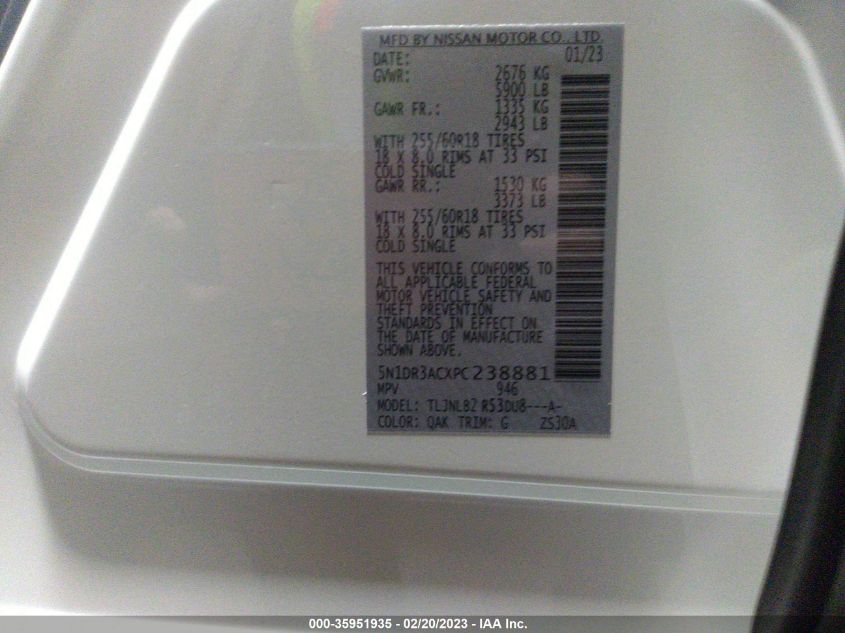 MFD BY NISSAN MOTOR CO., LTD.
DATE: 01/23
GVWR: 2676 KG
5900 LB
GAWR FR.: 1335 KG
2943 LB
WITH 255/60R18 TIRES
18 X 8.0 RIMS AT 33 PSI
COLD SINGLE
GAWR RR.: 1530 KG
3373 LB
WITH 255/60R18 TIRES
18 X 8.0 RIMS AT 33 PSI
COLD SINGLE
THIS VEHICLE CONFORMS TO
ALL APPLICABLE FEDERAL
MOTOR VEHICLE SAFETY AND
THEFT PREVENTION
STANDARDS IN EFFECT ON
THE DATE OF MANUFACTURE
SHOWN ABOVE.
5N1DR3ACXPC238881
MPV 946
MODEL: TLJNLB2 R53DU8---A-
COLOR: QAK TRIM: G ZS30A
000-35951935 - 02/20/2023 - IAA Inc.